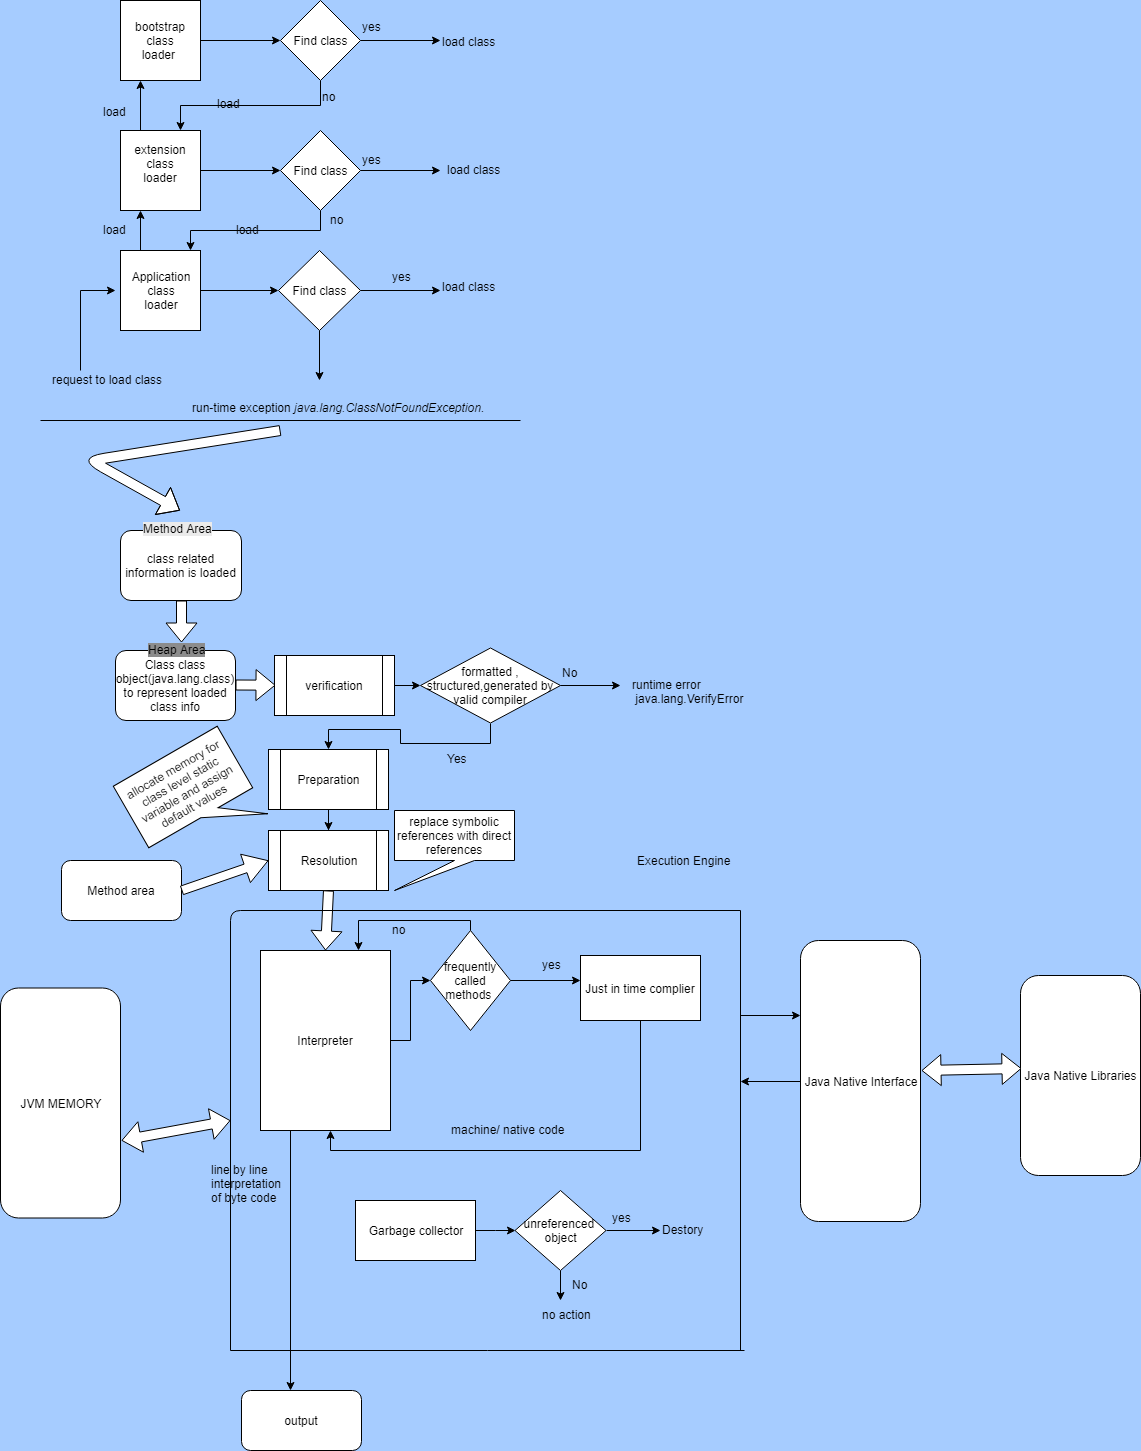 bootstrap
class
loader
Find class
yes
load class
no
load
load
extension
class
loader
Find class
yes
load class
no
load
load
Application
class
loader
Find class
yes
load class
request to load class
run-time exception java.lang.ClassNotFoundException.
Method Area
class related
information is loaded
Heap Area
Class class
object(java.lang.class)
to represent loaded
class info
verification
formatted ,
structured,generated by
valid compiler
No
runtime error
java.lang.VerifyError
Yes
allocate memory for
class level static
variable and assign
default values
Preparation
replace symbolic
references with direct
references
Resolution
Method area
Execution Engine
no
frequently
called
methods
yes
Just in time complier
Interpreter
machine/ native code
JVM MEMORY
Java Native Interface
Java Native Libraries
line by line
interpretation
of byte code
Garbage collector
unreferenced
object
yes
Destory
No
no action
output